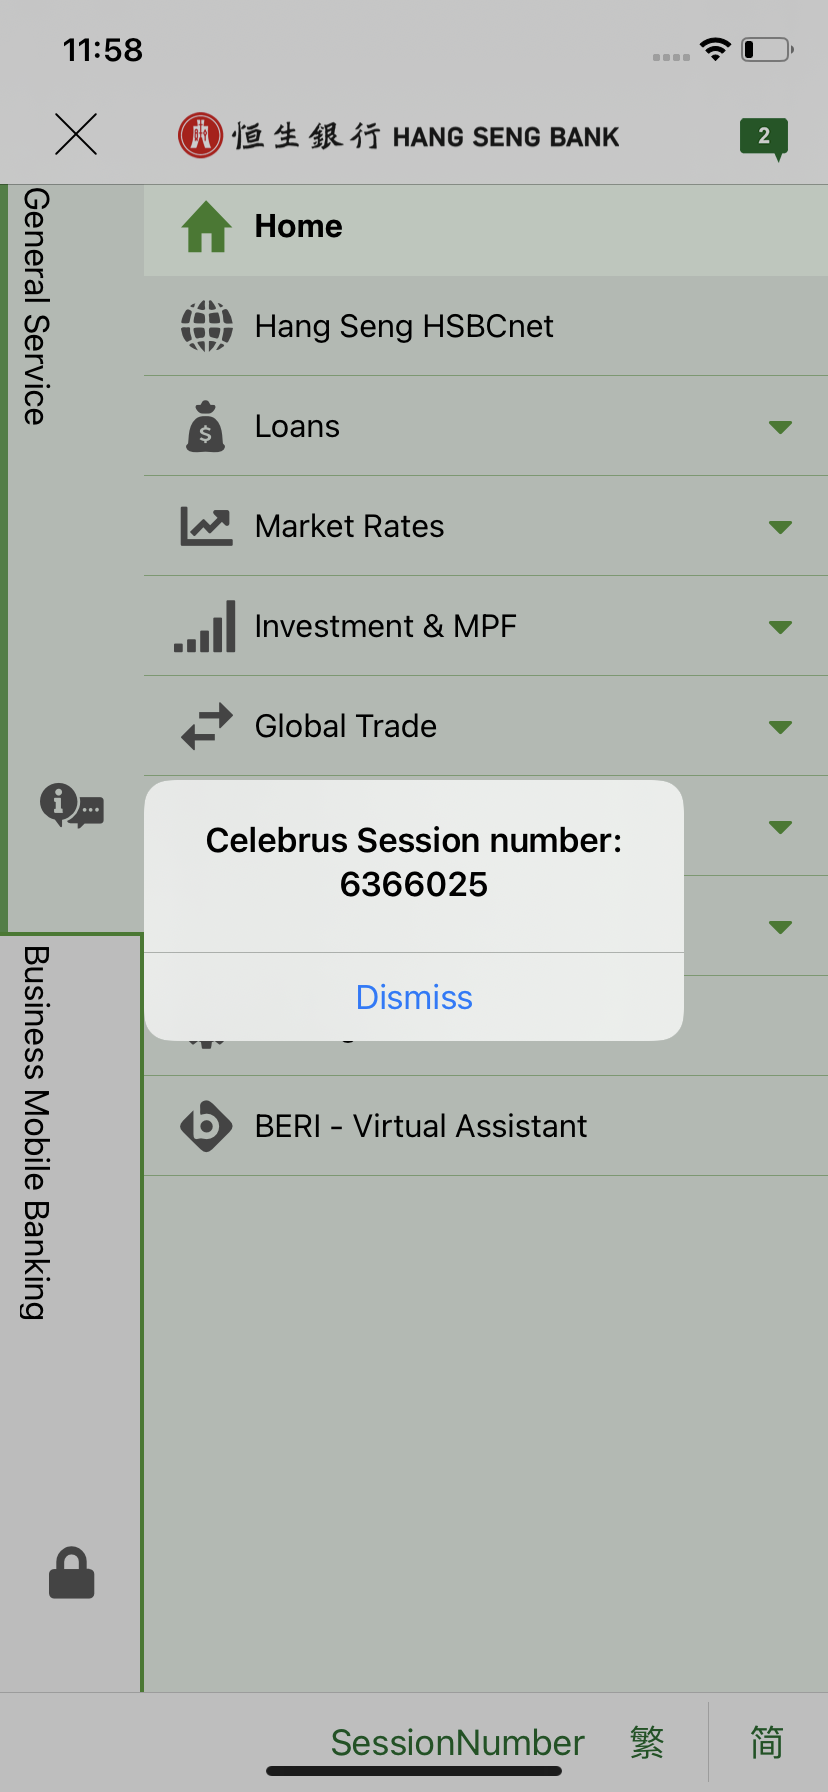 11:58
恒生銀行 HANG SENG BANK
2
General Service
Home
Hang Seng HSBCnet
Loans
Market Rates
Investment & MPF
Global Trade
Celebrus Session number:
6366025
Dismiss
Business Mobile Banking
BERI - Virtual Assistant
SessionNumber
繁
简